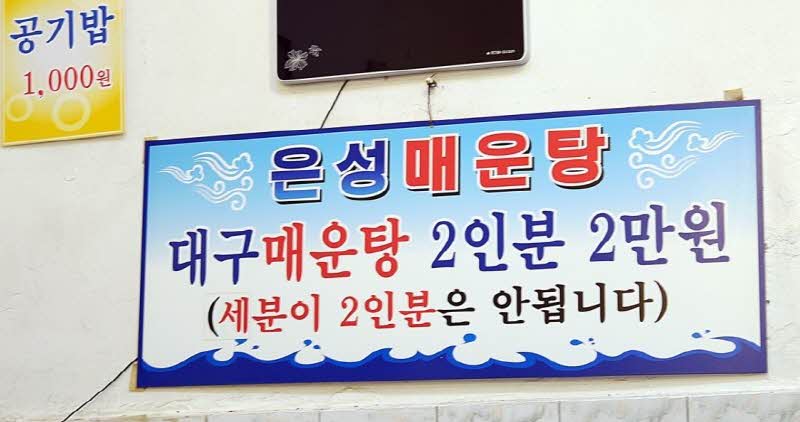 공기밥
1,000원
은성매운탕
대구매운탕 2인분 2만원
(세분이 2인분은 안됩니다)